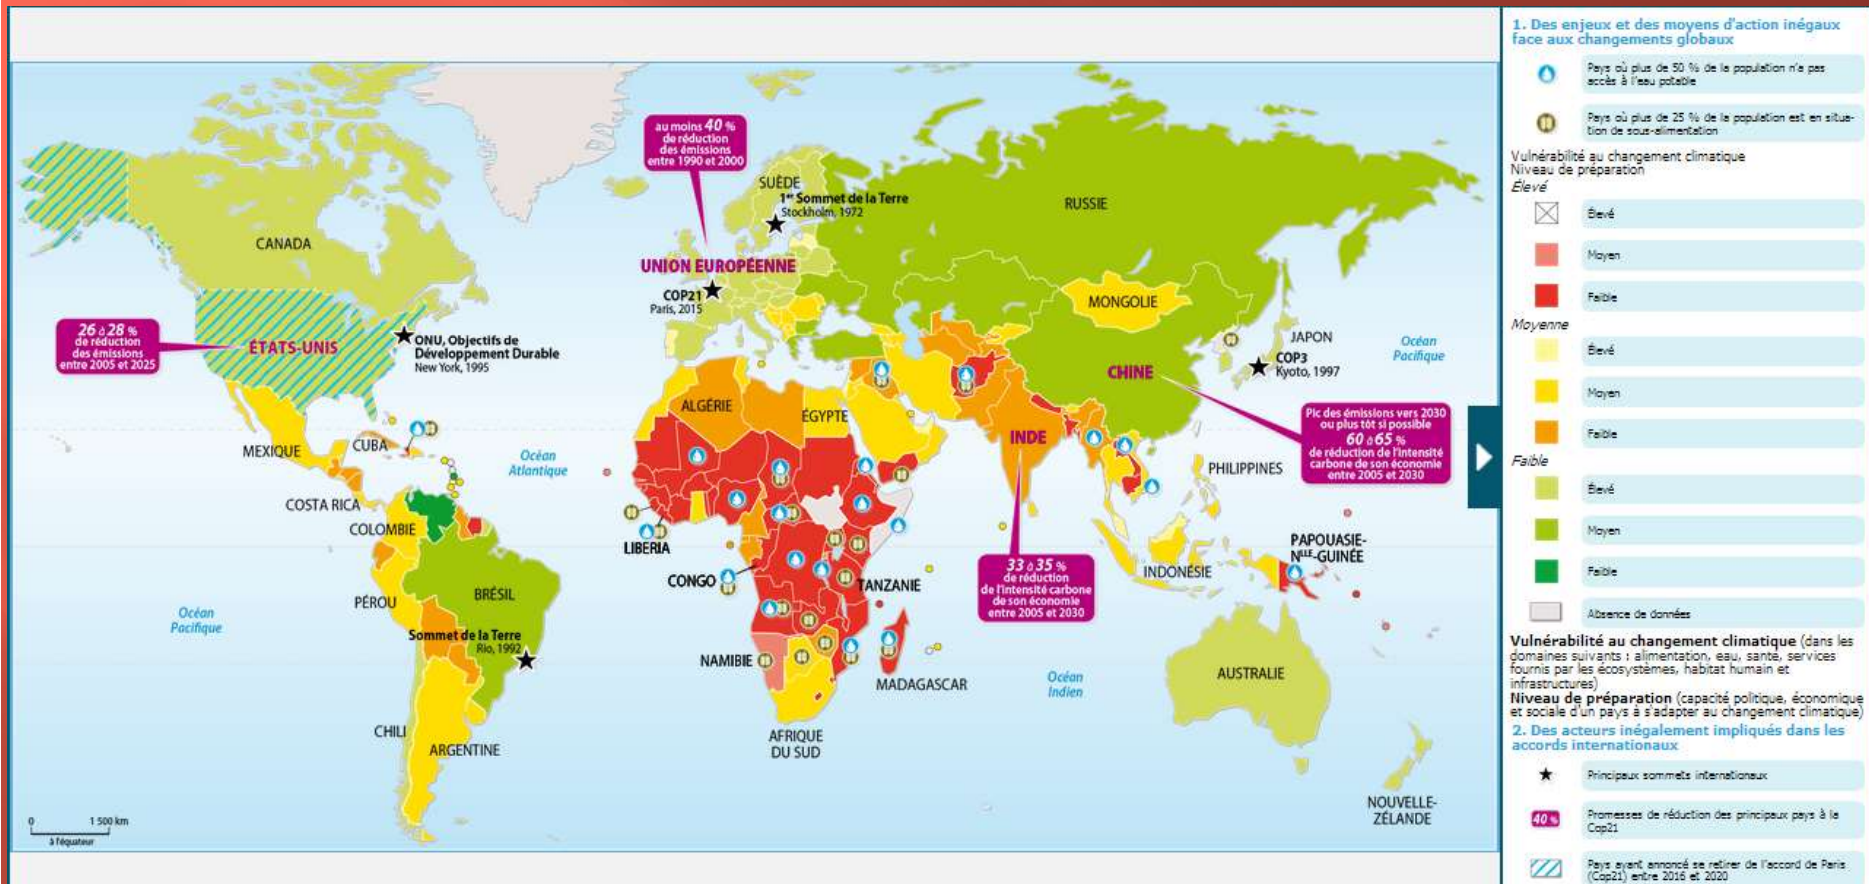 au moins 40 %
de réduction
des émissions
entre 1990 et 2000
SUÈDE
1er Sommet de la Terre
Stockholm, 1972
RUSSIE
CANADA
UNION EUROPÉENNE
COP21
Paris, 2015
MONGOLIE
26 à 28 %
de réduction
des émissions
entre 2005 et 2025
ÉTATS-UNIS
ONU, Objectifs de
Développement Durable
New York, 1995
JAPON
COP3
Kyoto, 1997
Océan
Pacifique
CHINE
ALGÉRIE
ÉGYPTE
Pic des émissions vers 2030
ou plus tôt si possible
60 à 65 %
de réduction de l'intensité
carbone de son économie
entre 2005 et 2030
INDE
MEXIQUE
CUBA
Océan
Atlantique
PHILIPPINES
COSTA RICA
COLOMBIE
LIBERIA
CONGO
TANZANIE
33 à 35 %
de réduction
de l'intensité carbone
de son économie
entre 2005 et 2030
PAPOUASIE-
NLLE-GUINÉE
INDONÉSIE
PÉROU
BRÉSIL
Océan
Pacifique
Sommet de la Terre
Rio, 1992
NAMIBIE
MADAGASCAR
Océan
Indien
AUSTRALIE
CHILI
ARGENTINE
AFRIQUE
DU SUD
NOUVELLE-
ZÉLANDE
0 1 500 km
à l'équateur
1. Des enjeux et des moyens d'action inégaux
face aux changements globaux
Pays où plus de 50 % de la population n'a pas
accès à l'eau potable
Pays où plus de 25 % de la population est en situa-
tion de sous-alimentation
Vulnérabilité au changement climatique
Niveau de préparation
Élevé
Élevé
Moyen
Faible
Moyenne
Élevé
Moyen
Faible
Faible
Élevé
Moyen
Faible
Absence de données
Vulnérabilité au changement climatique (dans les
domaines suivants : alimentation, eau, santé, services
fournis par les écosystèmes, habitat humain et
infrastructures)
Niveau de préparation (capacité politique, économique
et sociale d'un pays à s'adapter au changement climatique)
2. Des acteurs inégalement impliqués dans les
accords internationaux
Principaux sommets internationaux
40 %
Promesses de réduction des principaux pays à la
Cop21
Pays ayant annoncé se retirer de l'accord de Paris
(Cop21) entre 2016 et 2020